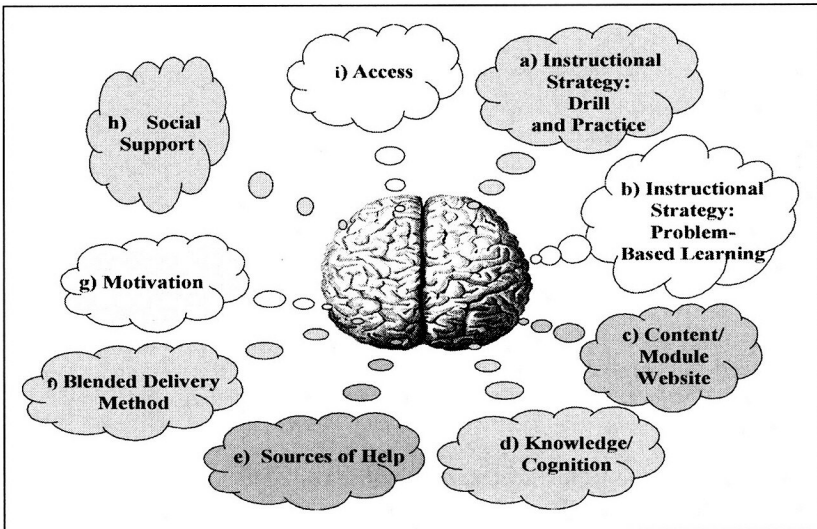 i) Access
a) Instructional
Strategy:
Drill
and Practice
h) Social
Support
b) Instructional
Strategy:
Problem-
Based Learning
g) Motivation
c) Content/
Module
Website
f) Blended Delivery
Method
d) Knowledge/
Cognition
e) Sources of Help